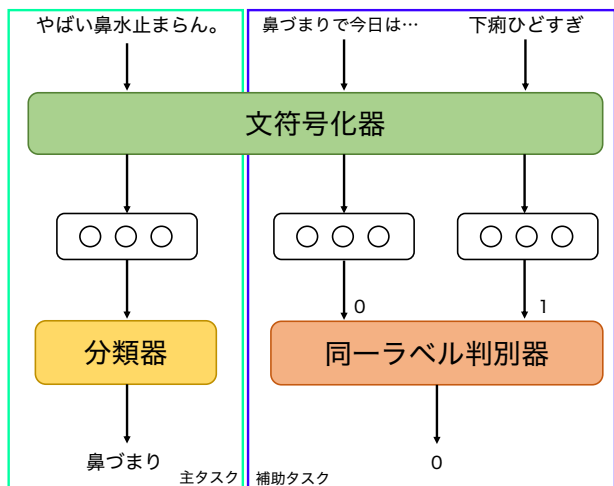 やばい鼻水止まらん。
鼻づまりで今日は…
下痢ひどすぎ
文符号化器
0
1
分類器
同一ラベル判別器
鼻づまり
0
主タスク
補助タスク